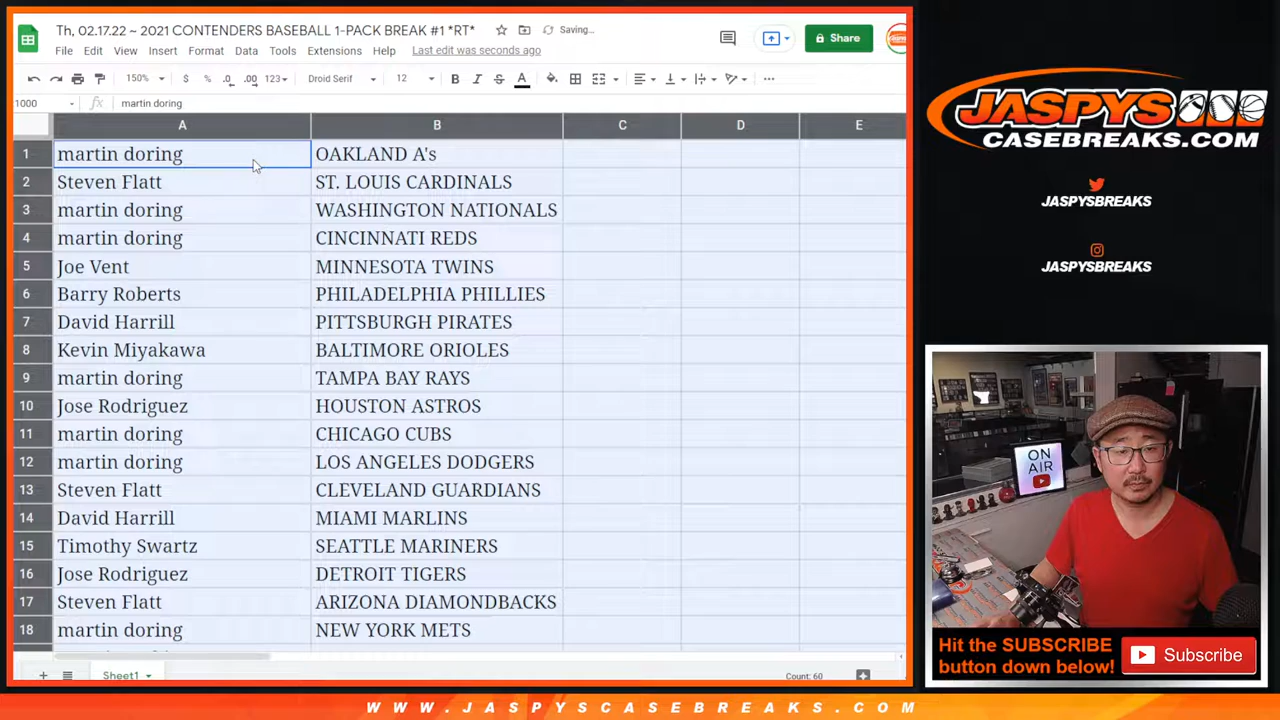 Th, 02.17.22 ~ 2021 CONTENDERS BASEBALL 1-PACK BREAK #1 *RT* Saving...
File Edit View Insert Format Data Tools Extensions Help Last edit was seconds ago
Share
150% $ % .0 .00 123 Droid Serif 12 B I S A
1000 fx martin doring
A B C D E
1 martin doring OAKLAND A's
2 Steven Flatt ST. LOUIS CARDINALS
3 martin doring WASHINGTON NATIONALS
4 martin doring CINCINNATI REDS
5 Joe Vent MINNESOTA TWINS
6 Barry Roberts PHILADELPHIA PHILLIES
7 David Harrill PITTSBURGH PIRATES
8 Kevin Miyakawa BALTIMORE ORIOLES
9 martin doring TAMPA BAY RAYS
10 Jose Rodriguez HOUSTON ASTROS
11 martin doring CHICAGO CUBS
12 martin doring LOS ANGELES DODGERS
13 Steven Flatt CLEVELAND GUARDIANS
14 David Harrill MIAMI MARLINS
15 Timothy Swartz SEATTLE MARINERS
16 Jose Rodriguez DETROIT TIGERS
17 Steven Flatt ARIZONA DIAMONDBACKS
18 martin doring NEW YORK METS
Sheet1
Count: 60
JASPYS
CASEBREAKS.COM
JASPYSBREAKS
JASPYSBREAKS
ON
AIR
Hit the SUBSCRIBE
button down below!
Subscribe
WWW.JASPYSCASEBREAKS.COM